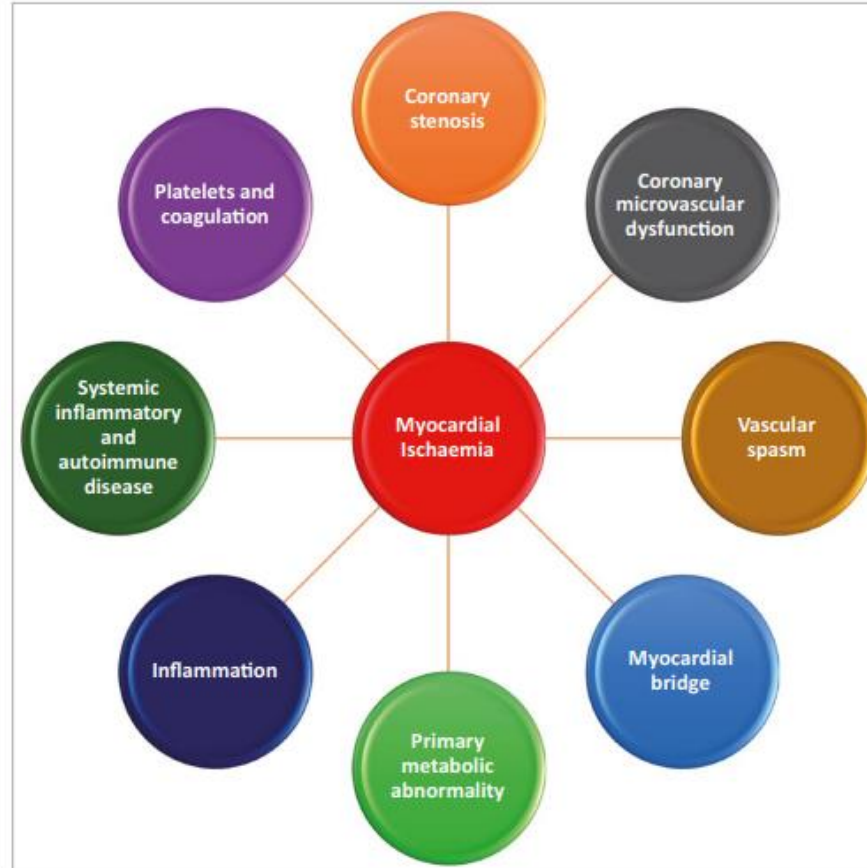 Coronary
stenosis
Platelets and
coagulation
Coronary
microvascular
dysfunction
Systemic
inflammatory
and
autoimmune
disease
Myocardial
Ischaemia
Vascular
spasm
Inflammation
Myocardial
bridge
Primary
metabolic
abnormality